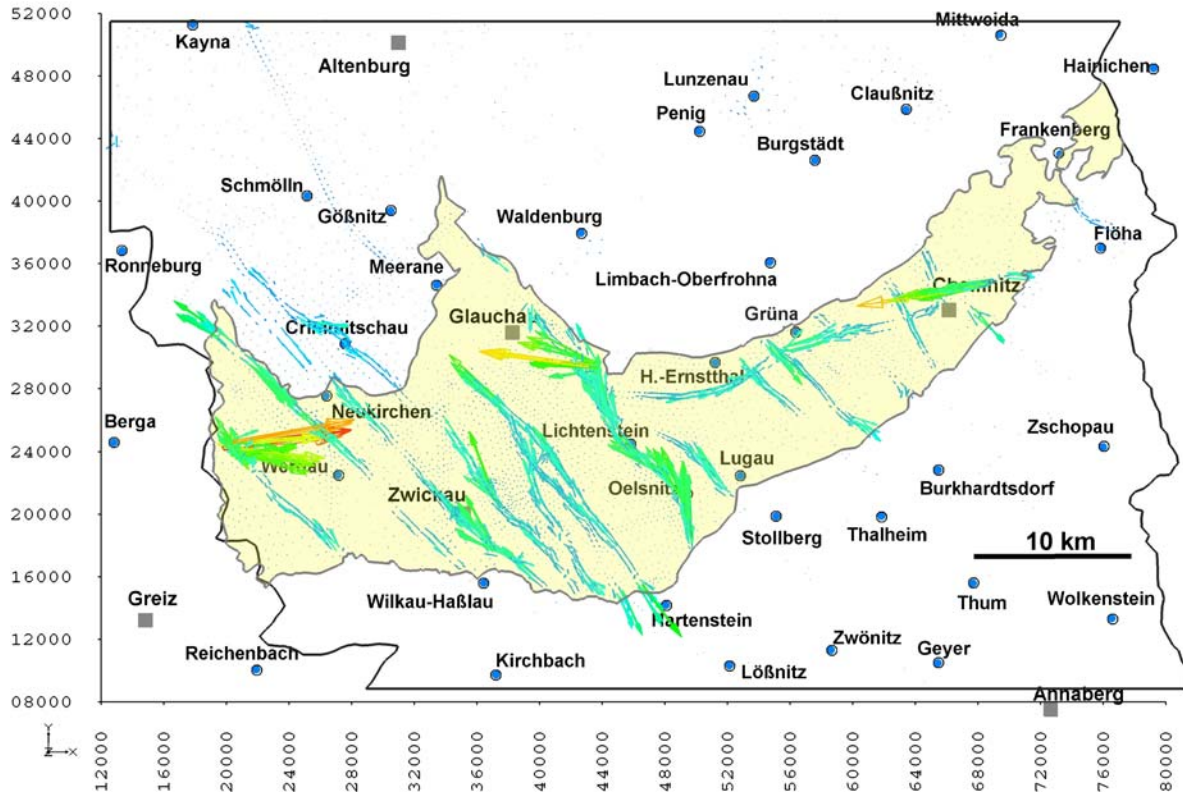 52000
48000
44000
40000
36000
32000
28000
24000
20000
16000
12000
08000
Kayna
Altenburg
Mittweida
Hainichen
Lunzenau
Claußnitz
Penig
Burgstädt
Frankenberg
Schmölln
Gößnitz
Waldenburg
Flöha
Ronneburg
Meerane
Limbach-Oberfrohna
Chemnitz
Glauchau
Grüna
Crimmitschau
H.-Ernstthal
Neukirchen
Berga
Lichtenstein
Zschopau
Werdau
Lugau
Oelsnitz
Burkhardtsdorf
Zwickau
Stollberg
Thalheim
10 km
Greiz
Wilkau-Haßlau
Hartenstein
Thum
Wolkenstein
Zwönitz
Geyer
Reichenbach
Kirchbach
Lößnitz
Annaberg
Y
Z X
12000
16000
20000
24000
28000
32000
36000
40000
44000
48000
52000
56000
60000
64000
68000
72000
76000
80000